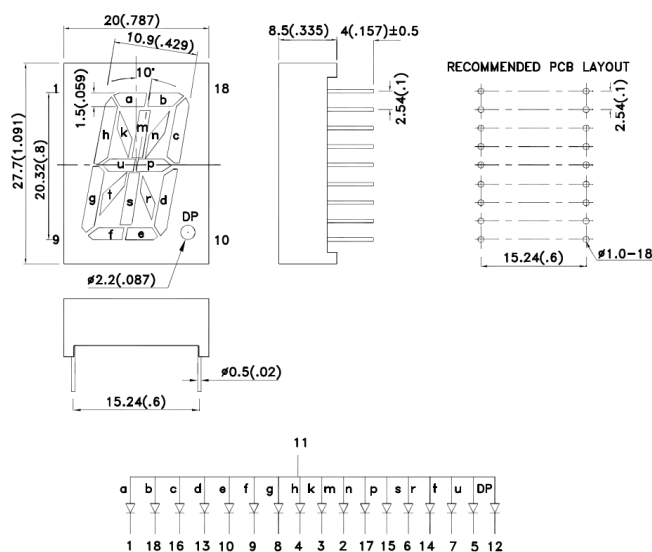 20(.787)
10.9(.429)
10°
8.5(.335)
4(.157)±0.5
RECOMMENDED PCB LAYOUT
1
18
1.5(.059)
a
b
2.54(.1)
2.54(.1)
h
k
m
n
c
27.7(1.091)
20.32(.8)
u
p
g
t
s
r
d
DP
9
f
e
10
ø2.2(.087)
15.24(.6)
ø1.0-18
ø0.5(.02)
15.24(.6)
11
a b c d e f g h k m n p s r t u DP
1 18 16 13 10 9 8 4 3 2 17 15 6 14 7 5 12